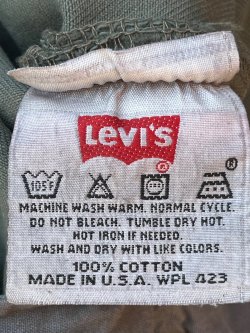 Levi's
®
105F
®
MACHINE WASH WARM. NORMAL CYCLE.
DO NOT BLEACH. TUMBLE DRY HOT.
HOT IRON IF NEEDED.
WASH AND DRY WITH LIKE COLORS.
100% COTTON
MADE IN U.S.A. WPL 423